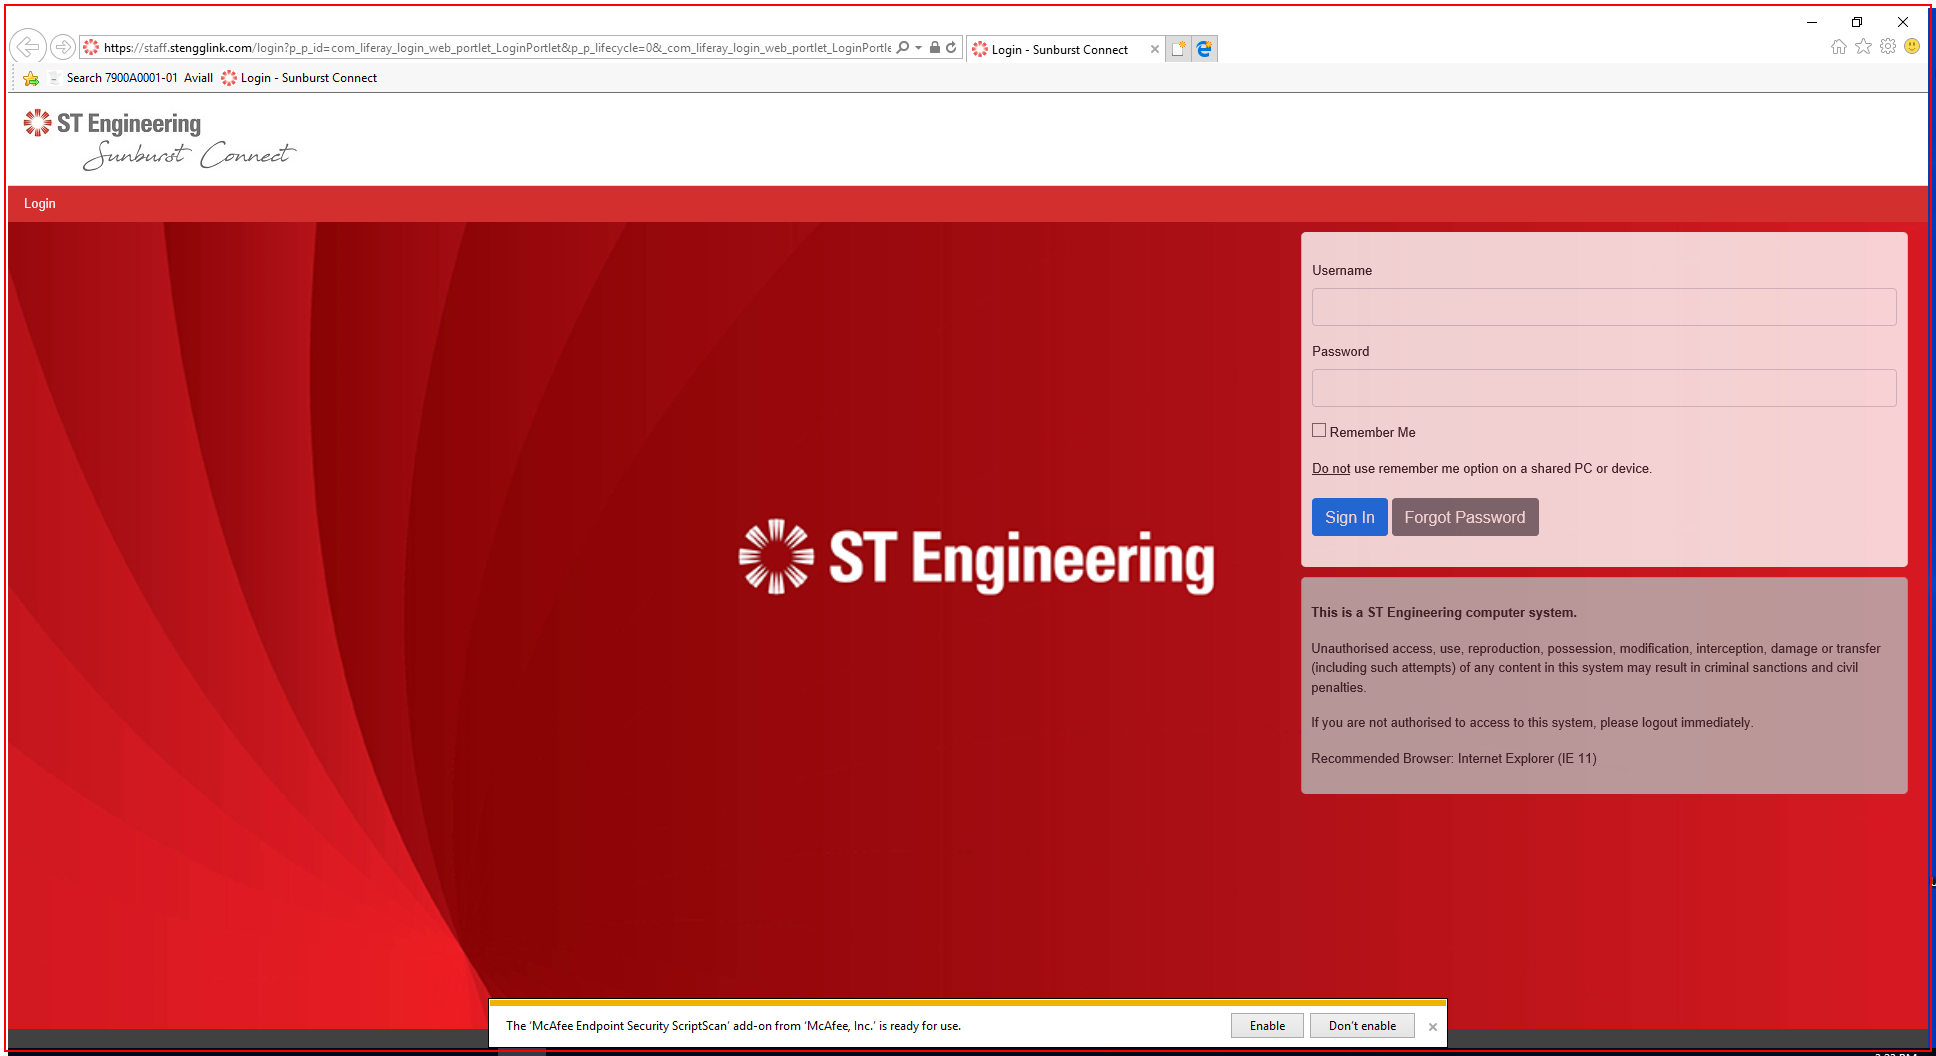 https://staff.stengglink.com/login?p_p_id=com_liferay_login_web_portlet_LoginPortlet&p_p_lifecycle=0&_com_liferay_login_web_portlet_LoginPortle
Login - Sunburst Connect
Search 7900A0001-01 Aviall
Login - Sunburst Connect
ST Engineering
Sunburst Connect
Login
Username
Password
Remember Me
Do not use remember me option on a shared PC or device.
Sign In
Forgot Password
ST Engineering
This is a ST Engineering computer system.
Unauthorised access, use, reproduction, possession, modification, interception, damage or transfer
(including such attempts) of any content in this system may result in criminal sanctions and civil
penalties.
If you are not authorised to access to this system, please logout immediately.
Recommended Browser: Internet Explorer (IE 11)
The 'McAfee Endpoint Security ScriptScan' add-on from 'McAfee, Inc.' is ready for use.
Enable
Don't enable